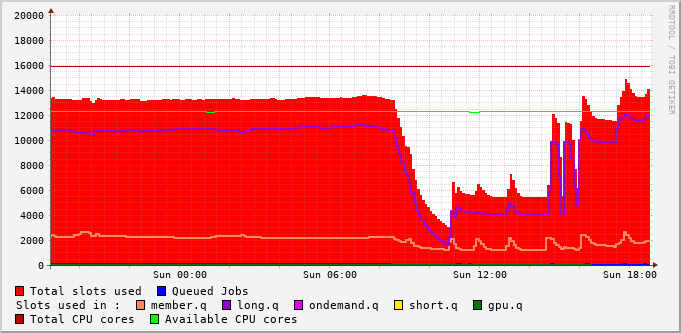 RRDTOOL / TOBI OETIKER
20000
18000
16000
14000
12000
10000
8000
6000
4000
2000
0
Sun 00:00 Sun 06:00 Sun 12:00 Sun 18:00
Total slots used Queued Jobs
Slots used in : member.q long.q ondemand.q short.q gpu.q
Total CPU cores Available CPU cores